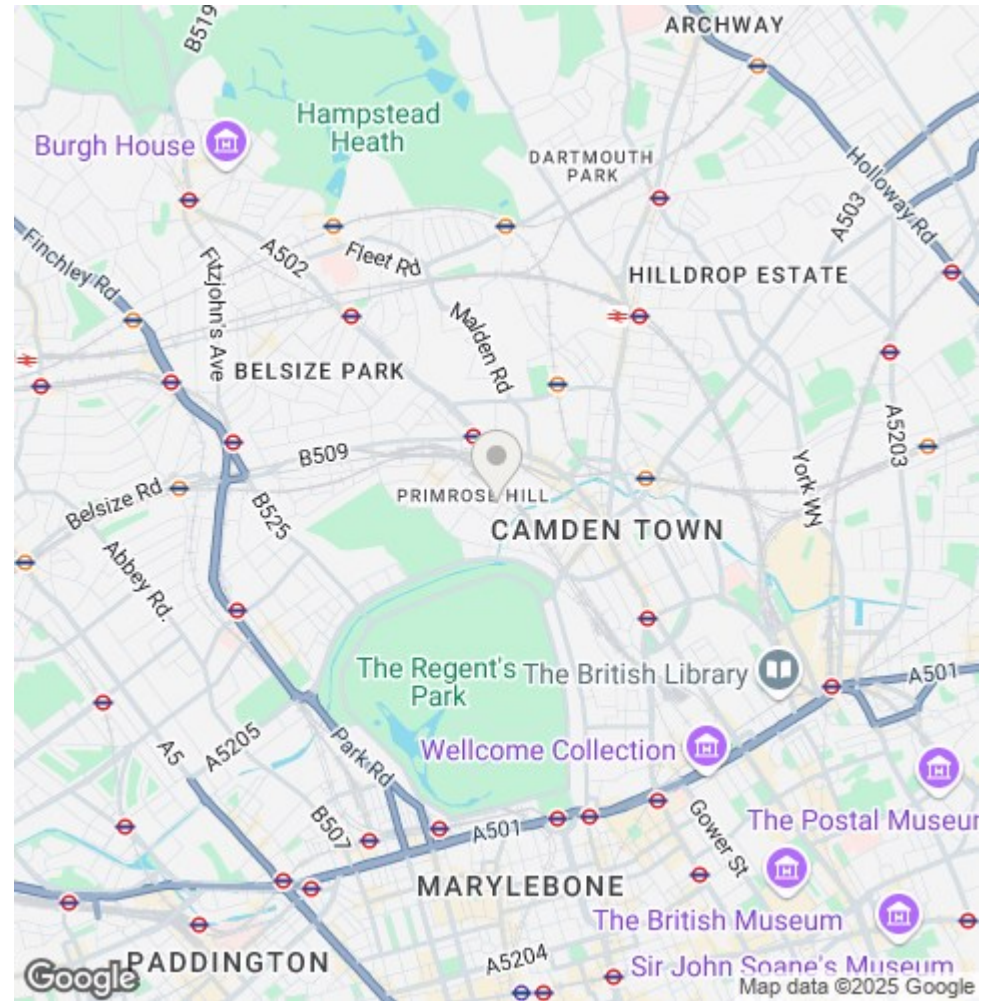 ARCHWAY
B519
Hampstead
Heath
Burgh House
DARTMOUTH
PARK
Holloway Rd
A503
Finchley Rd
Fitzjohn's Ave
A502
Fleet Rd
HILLDROP ESTATE
Malden Rd
BELSIZE PARK
A5203
B509
York Wy
Belsize Rd
B525
PRIMROSE HILL
CAMDEN TOWN
Abbey Rd.
The Regent's
Park
The British Library
A501
A5
A5205
Park Rd
Wellcome Collection
B507
A501
Gower St
The Postal Museum
MARYLEBONE
The British Museum
PADDINGTON
A5204
Sir John Soane's Museum
Google
Map data ©2025 Google